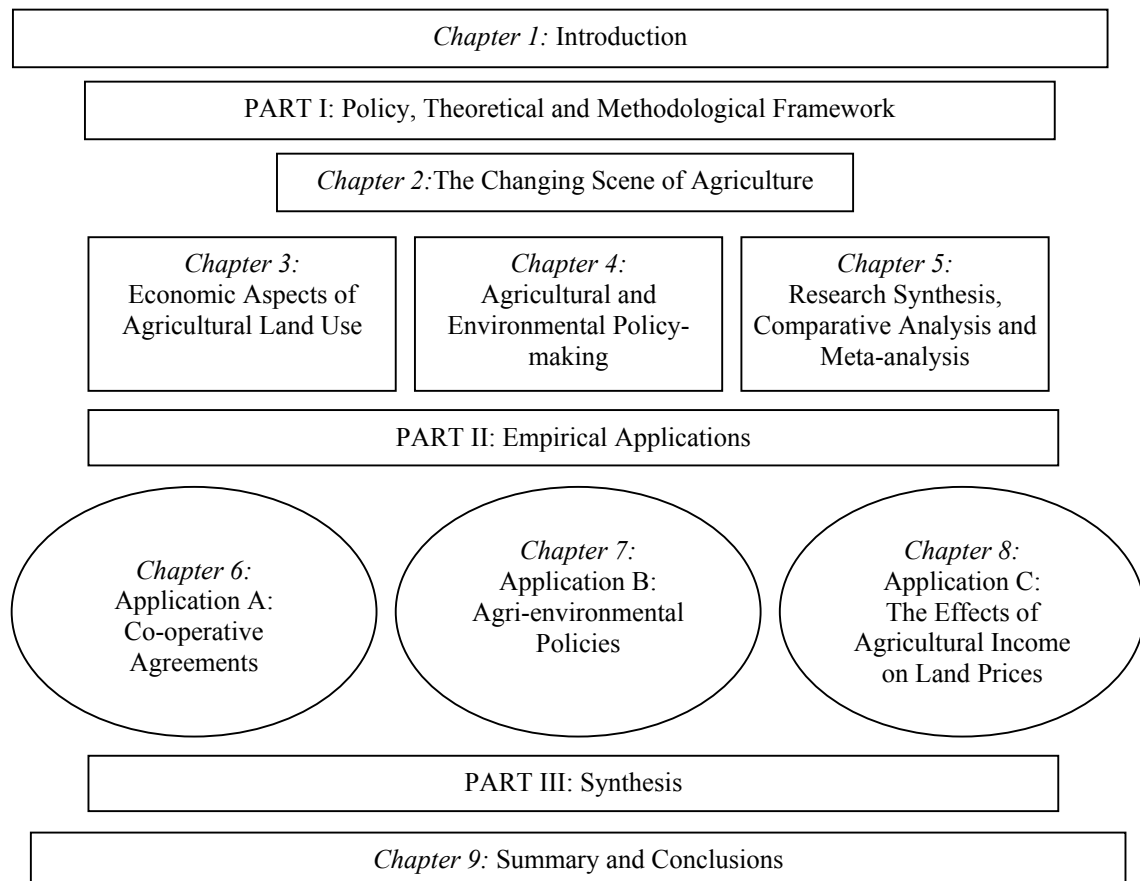 Chapter 1: Introduction
PART I: Policy, Theoretical and Methodological Framework
Chapter 2:The Changing Scene of Agriculture
Chapter 3:
Economic Aspects of
Agricultural Land Use
Chapter 4:
Agricultural and
Environmental Policy-
making
Chapter 5:
Research Synthesis,
Comparative Analysis and
Meta-analysis
PART II: Empirical Applications
Chapter 6:
Application A:
Co-operative
Agreements
Chapter 7:
Application B:
Agri-environmental
Policies
Chapter 8:
Application C:
The Effects of
Agricultural Income
on Land Prices
PART III: Synthesis
Chapter 9: Summary and Conclusions